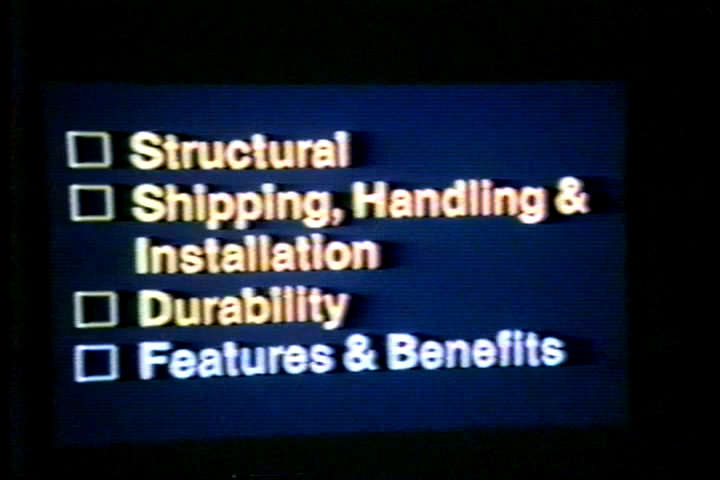 Structural
Shipping, Handling &
Installation
Durability
Features & Benefits